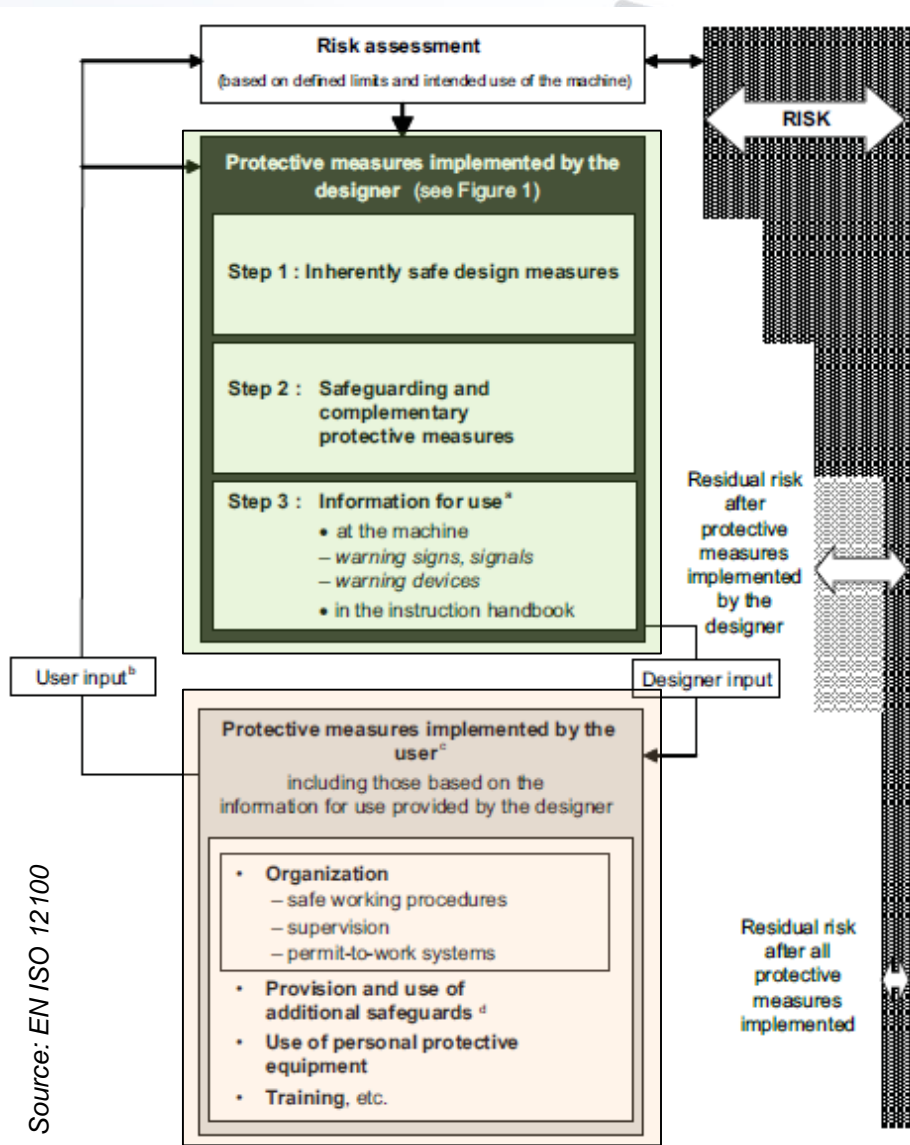 Risk assessment
(based on defined limits and intended use of the machine)
RISK
Protective measures implemented by the
designer (see Figure 1)
Step 1 : Inherently safe design measures
Step 2 : Safeguarding and
complementary
protective measures
Step 3 : Information for use a
• at the machine
– warning signs, signals
– warning devices
• in the instruction handbook
Residual risk
after
protective
measures
implemented
by the
designer
User input b
Designer input
Protective measures implemented by the
user c
including those based on the
information for use provided by the designer
• Organization
– safe working procedures
– supervision
– permit-to-work systems
• Provision and use of
additional safeguards d
• Use of personal protective
equipment
• Training, etc.
Residual risk
after all
protective
measures
implemented
Source: EN ISO 12100